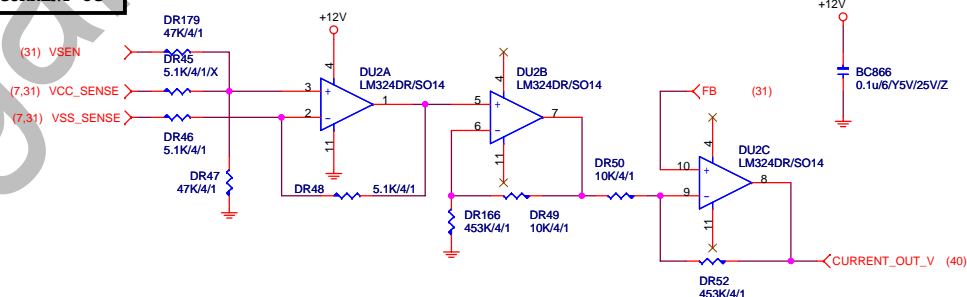 +12V
+12V
DR179
47K/4/1
(31) VSEN
DR45
5.1K/4/1/X
(7,31) VCC_SENSE
(7,31) VSS_SENSE
DR46
5.1K/4/1
DR47
47K/4/1
DR48
5.1K/4/1
DU2A
LM324DR/SO14
3
+
2
-
4
11
1
DU2B
LM324DR/SO14
5
+
6
-
4
11
7
DR166
453K/4/1
DR49
10K/4/1
DR50
10K/4/1
FB (31)
DU2C
LM324DR/SO14
10
+
9
-
4
11
8
DR52
453K/4/1
CURRENT_OUT_V (40)
BC866
0.1u/6/Y5V/25V/Z